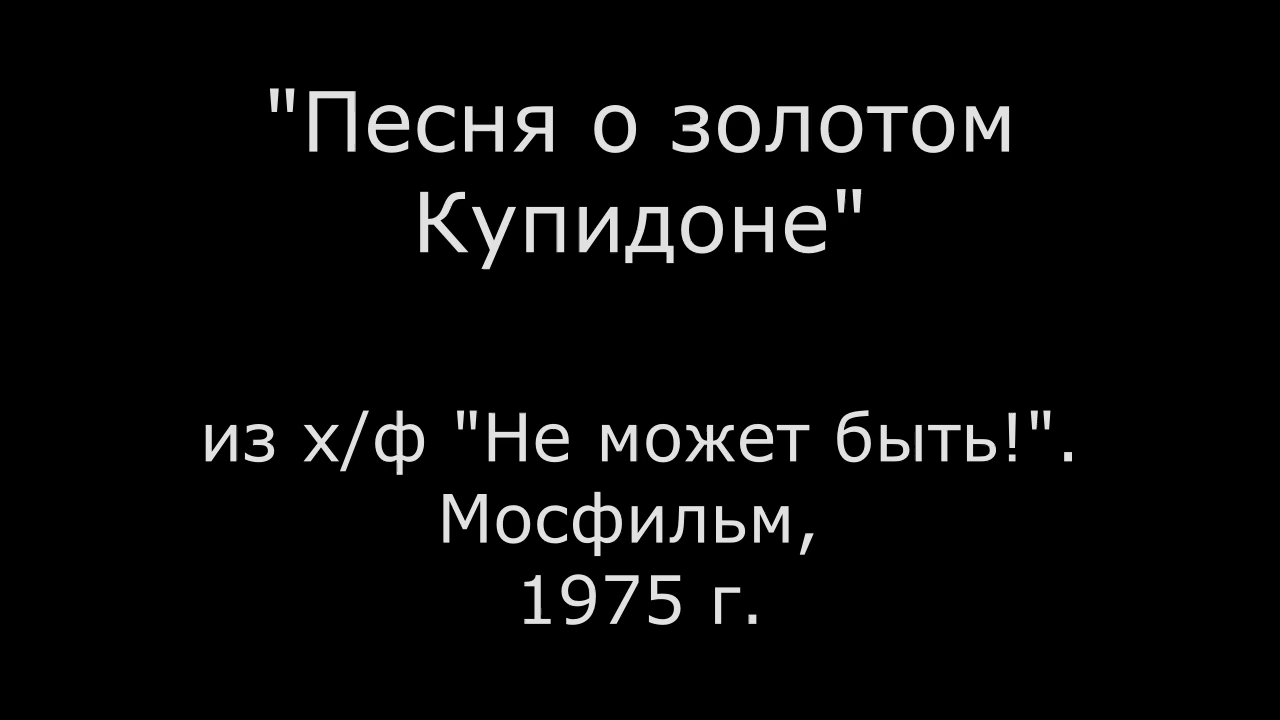 "Песня о золотом
Купидоне"
из х/ф "Не может быть!".
Мосфильм,
1975 г.